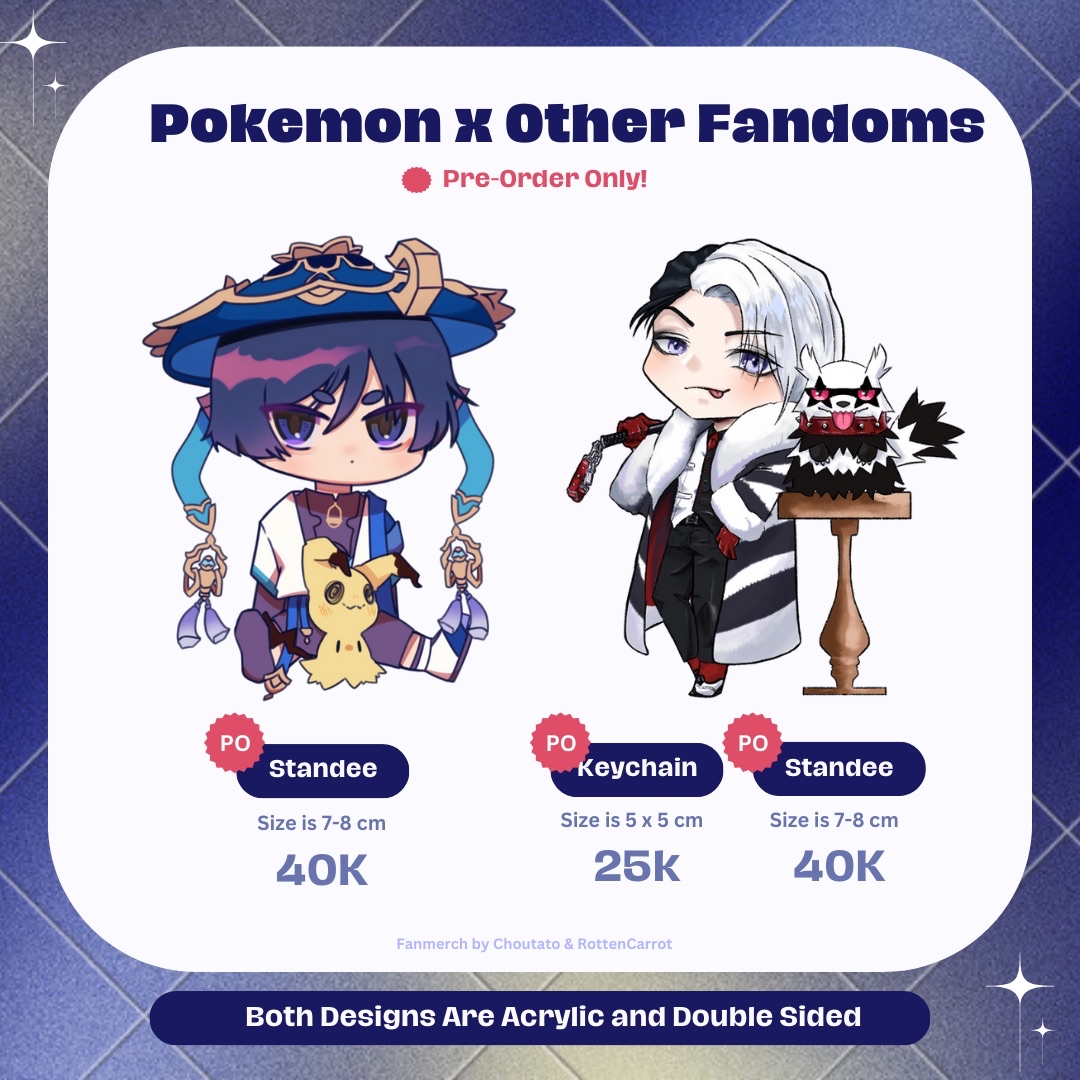 Pokemon x Other Fandoms
Pre-Order Only!
PO
Standee
Size is 7-8 cm
40K
PO
Keychain
Size is 5 x 5 cm
25k
PO
Standee
Size is 7-8 cm
40K
Fanmerch by Choutato & RottenCarrot
Both Designs Are Acrylic and Double Sided